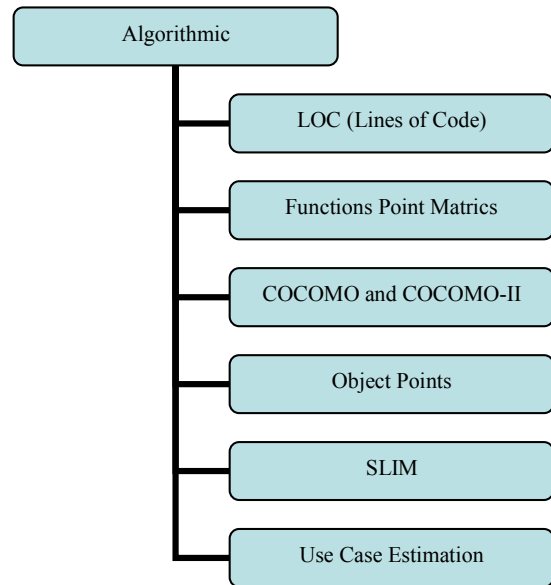 Algorithmic
LOC (Lines of Code)
Functions Point Matrics
COCOMO and COCOMO-II
Object Points
SLIM
Use Case Estimation